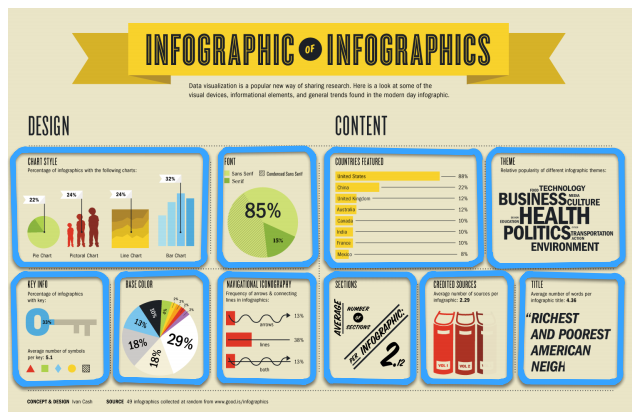 INFOGRAPHIC OF INFOGRAPHICS
Data visualization is a popular new way of sharing research. Here is a look at some of the
visual devices, informational elements, and general trends found in the modern day infographic.
DESIGN
CHART STYLE
Percentage of infographics with the following charts:
22%
24%
24%
32%
Pie Chart
Pictorial Chart
Line Chart
Bar Chart
FONT
Sans Serif
Condensed Sans Serif
Serif
85%
15%
KEY INFO
Percentage of infographics
with key:
Average number of symbols
per key: 5.1
BASE COLOR
13%
18%
18%
29%
NAVIGATIONAL ICONOGRAPHY
Frequency of arrows & connecting
lines in infographics:
13%
arrows
38%
lines
13%
both
CONTENT
COUNTRIES FEATURED
United States
88%
China
22%
United Kingdom
12%
Australia
12%
Canada
10%
India
10%
France
10%
Mexico
8%
THEME
Relative popularity of different infographic themes:
FOOD TECHNOLOGY
BUSINESS MEDIA CULTURE
HEALTH
EDUCATION
POLITICS TRANSPORTATION
ENVIRONMENT
SECTIONS
AVERAGE NUMBER OF SECTIONS
PER INFOGRAPHIC:
2.12
CREDITED SOURCES
Average number of sources per
infographic: 2.29
VOL 1
VOL 2
TITLE
Average number of words per
infographic title: 4.36
“RICHEST
AND POOREST
AMERICAN
NEIGH
CONCEPT & DESIGN Ivan Cash
SOURCE 49 infographics collected at random from www.good.is/infographics